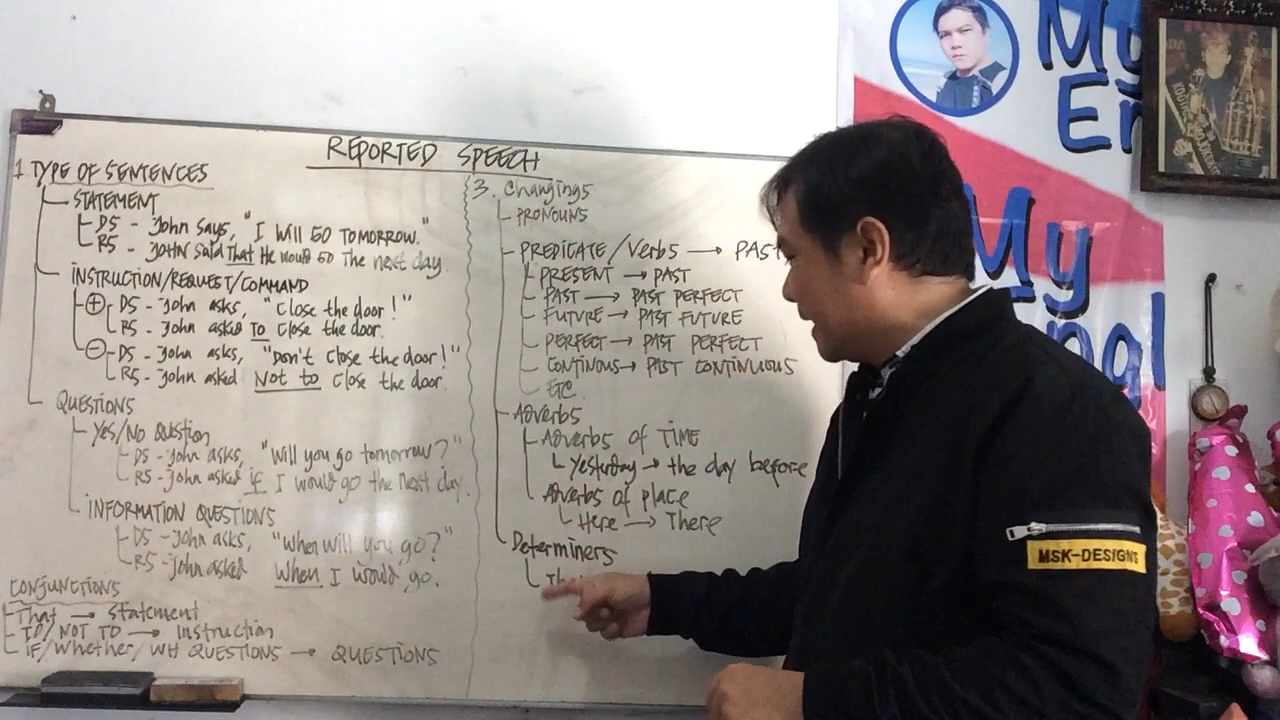 REPORTED SPEECH
1 TYPE OF SENTENCES
STATEMENT
DS - John says, "I will GO TOMORROW."
RS - JOHN said That He would GO The next day.
INSTRUCTION/REQUEST/COMMAND
+ DS - John asks, "Close the door!"
RS - John asked TO Close the door.
- DS - John asks, "Don't Close the door!"
RS - John asked Not to Close the door.
QUESTIONS
YES/NO Question
DS - John asks, "Will you go tomorrow?"
RS - John asked if I would go the next day.
INFORMATION QUESTIONS
DS - John asks, "When will you go?"
RS - John asked When I would go.
CONJUNCTIONS
That → Statement
TO/NOT TO → Instruction
IF/Whether/WH QUESTIONS → QUESTIONS
3. Changings
PRONOUNS
PREDICATE/Verbs → PAST
PRESENT → PAST
PAST → PAST PERFECT
FUTURE → PAST FUTURE
PERFECT → PAST PERFECT
CONTINOUS → PAST CONTINUOUS
ETC.
Adverbs
Adverbs of TIME
Yesterday → the day before
Adverbs of place
Here → There
Determiners
My
En
My
MSK-DESIGNS